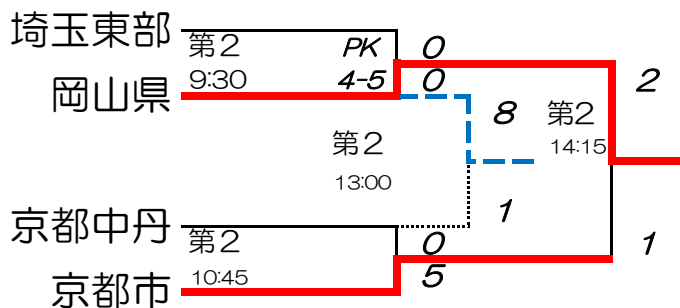 埼玉東部
第2 PK 0
9:30 4-5 0
岡山県
2
8
第2
14:15
第2
13:00
1
京都中丹
第2 0
10:45 5
京都市
1